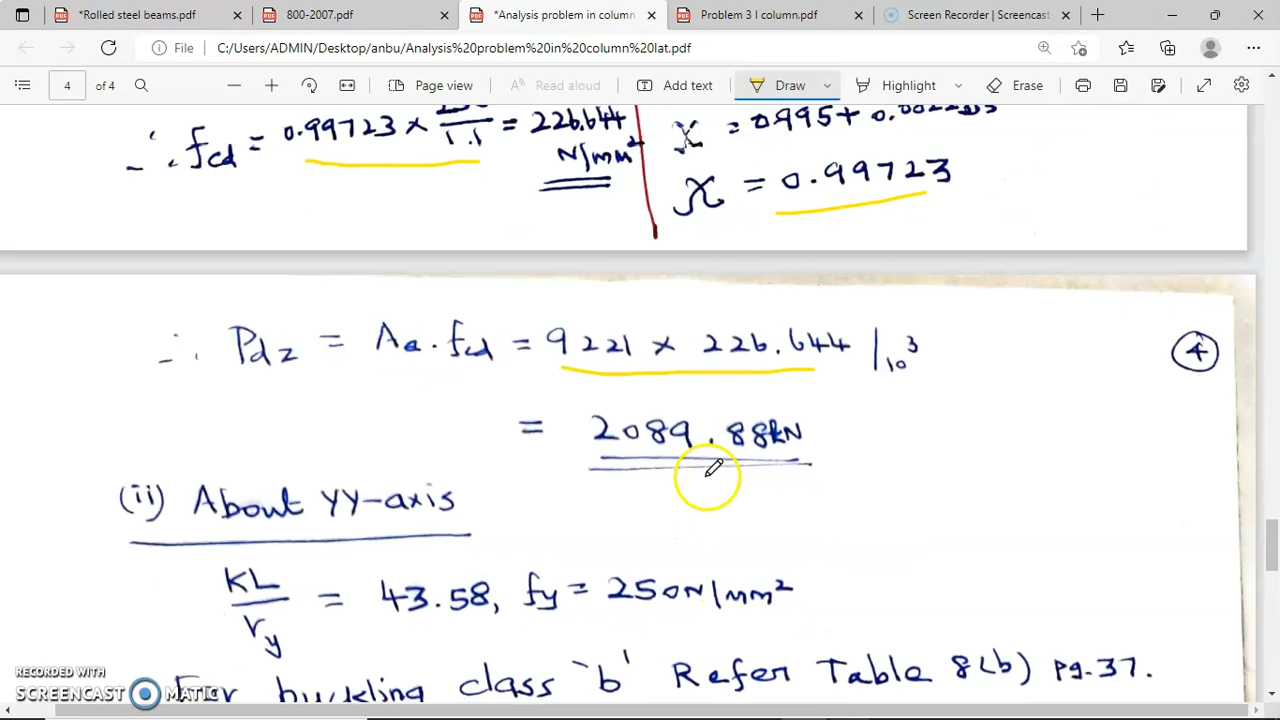 *Rolled steel beams.pdf
800-2007.pdf
*Analysis problem in column
Problem 3 I column.pdf
Screen Recorder | Screencast
File
C:/Users/ADMIN/Desktop/anbu/Analysis%20problem%20in%20column%20lat.pdf
4 of 4
Page view
Read aloud
Add text
Draw
Highlight
Erase
∴ fcd = 0.99723 × /1.1 = 226.644 N/mm²
χ = 0.995+
χ = 0.99723
∴ Pdz = Ae . fcd = 9221 × 226.644 / 10³
4
= 2089.88kN
(ii) About YY-axis
KL/ry = 43.58, fy = 250N/mm²
For buckling class 'b' Refer Table 8(b) pg.37.
RECORDED WITH
SCREENCAST MATIC